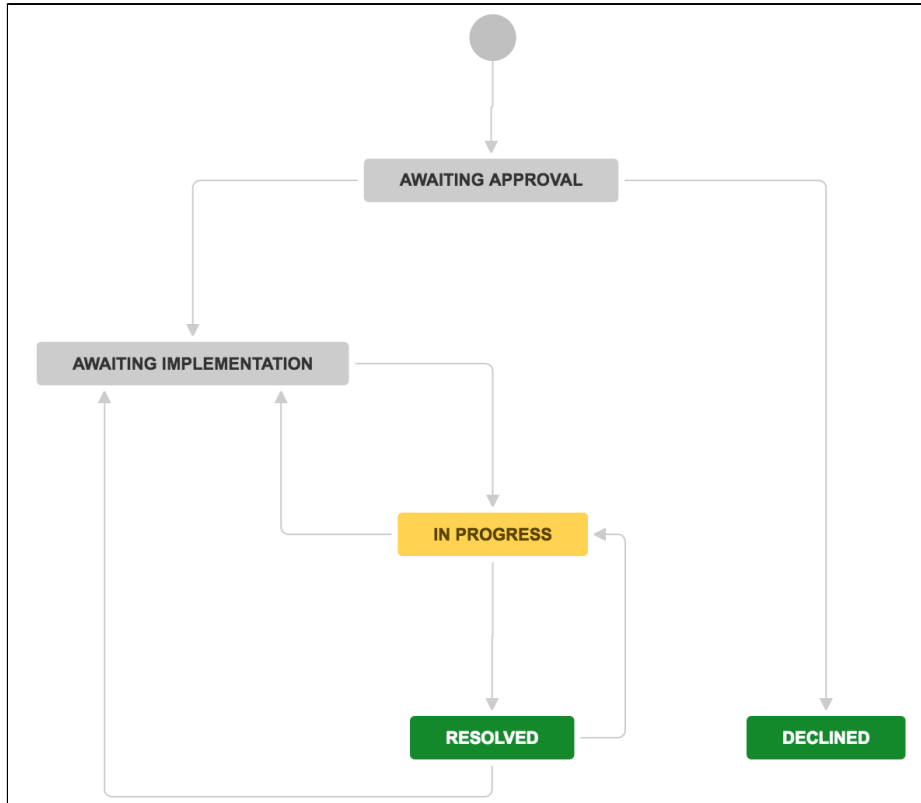 AWAITING APPROVAL
AWAITING IMPLEMENTATION
IN PROGRESS
RESOLVED
DECLINED